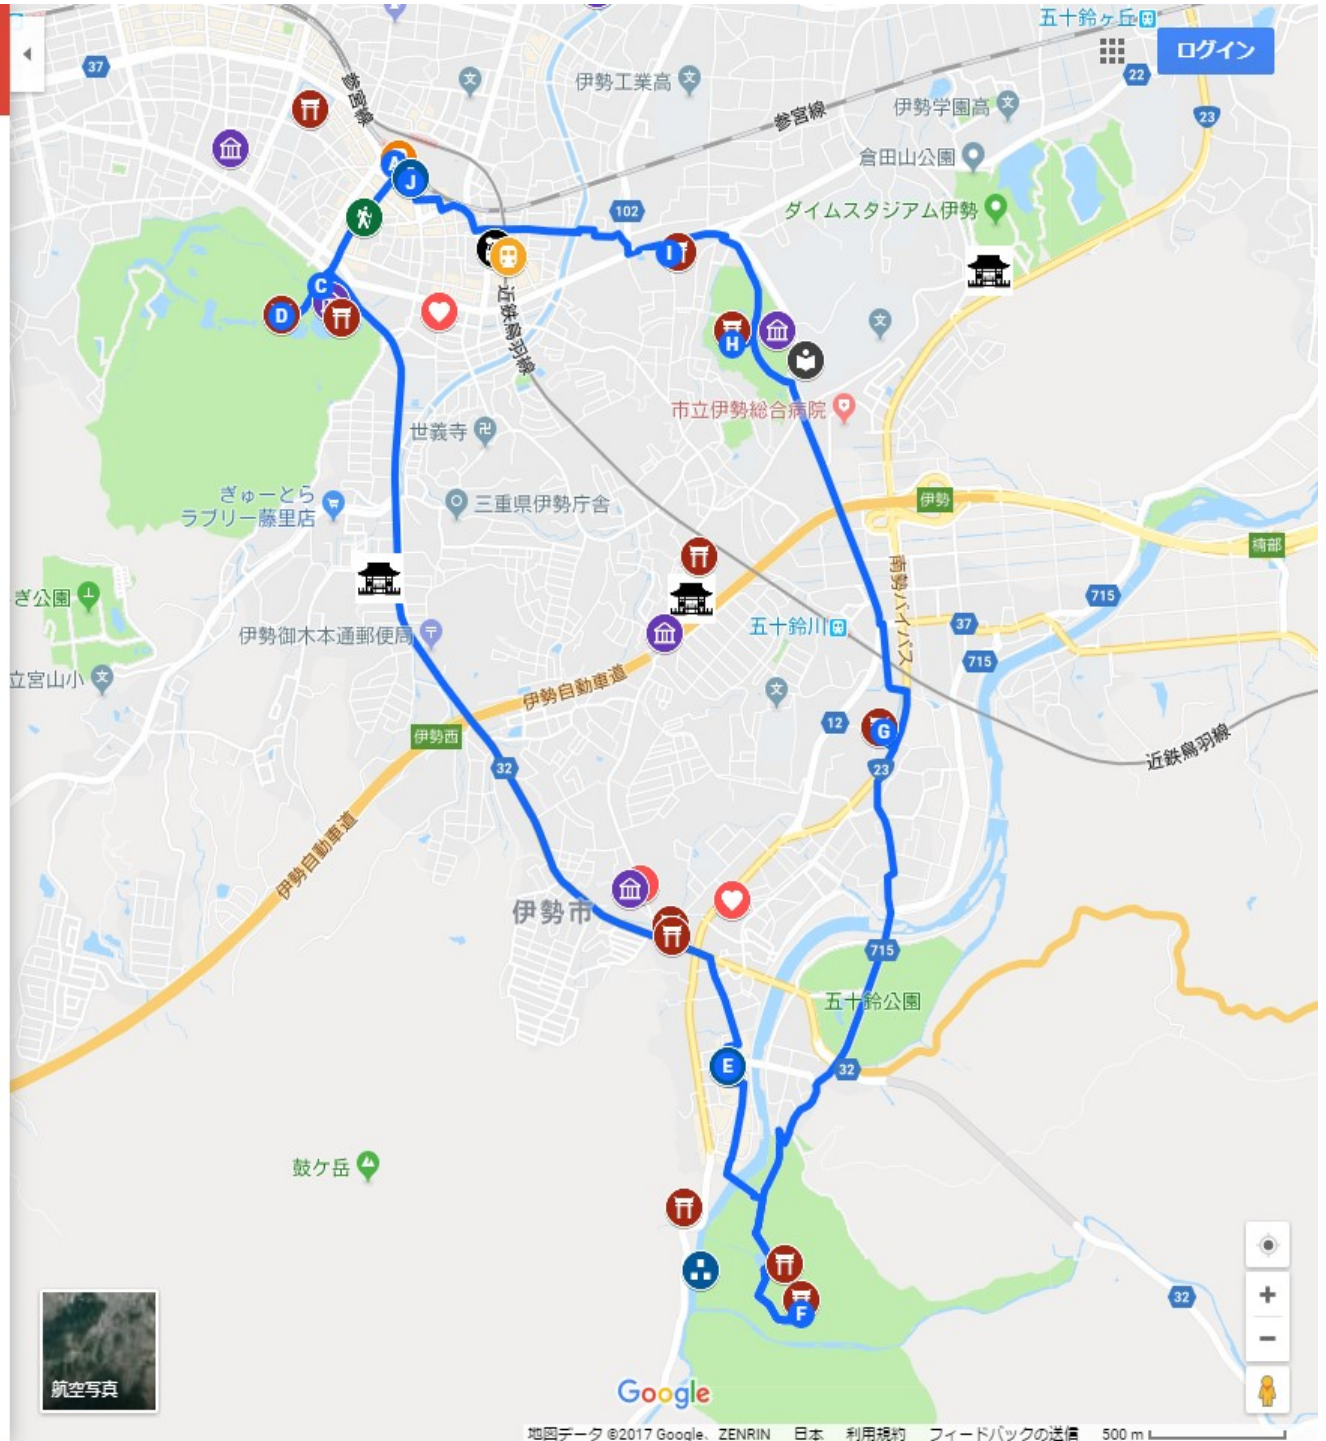 五十鈴ヶ丘
ログイン
37
伊勢工業高
22
参宮線
参宮線
伊勢学園高
23
倉田山公園
A
J
ダイムスタジアム伊勢
102
I
C
D
近鉄鳥羽線
H
市立伊勢総合病院
世義寺
ぎゅーとら
ラブリー藤里店
三重県伊勢庁舎
伊勢
楠部
南勢バイパス
ぎ公園
715
伊勢御木本通郵便局
五十鈴川
37
715
立宮山小
伊勢自動車道
12
G
伊勢西
近鉄鳥羽線
32
23
伊勢自動車道
伊勢市
715
五十鈴公園
E
32
鼓ケ岳
32
F
航空写真
Google
地図データ ©2017 Google、ZENRIN 日本 利用規約 フィードバックの送信 500 m